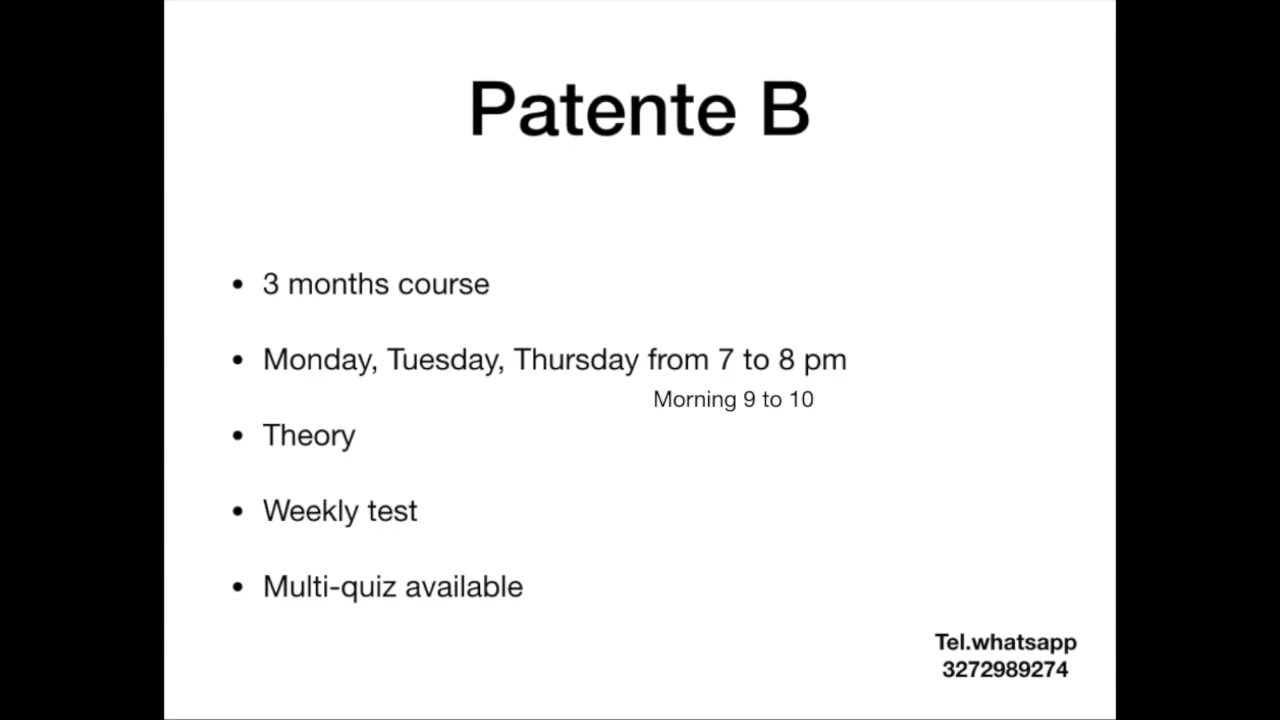 Patente B
• 3 months course
• Monday, Tuesday, Thursday from 7 to 8 pm
Morning 9 to 10
• Theory
• Weekly test
• Multi-quiz available
Tel.whatsapp
3272989274